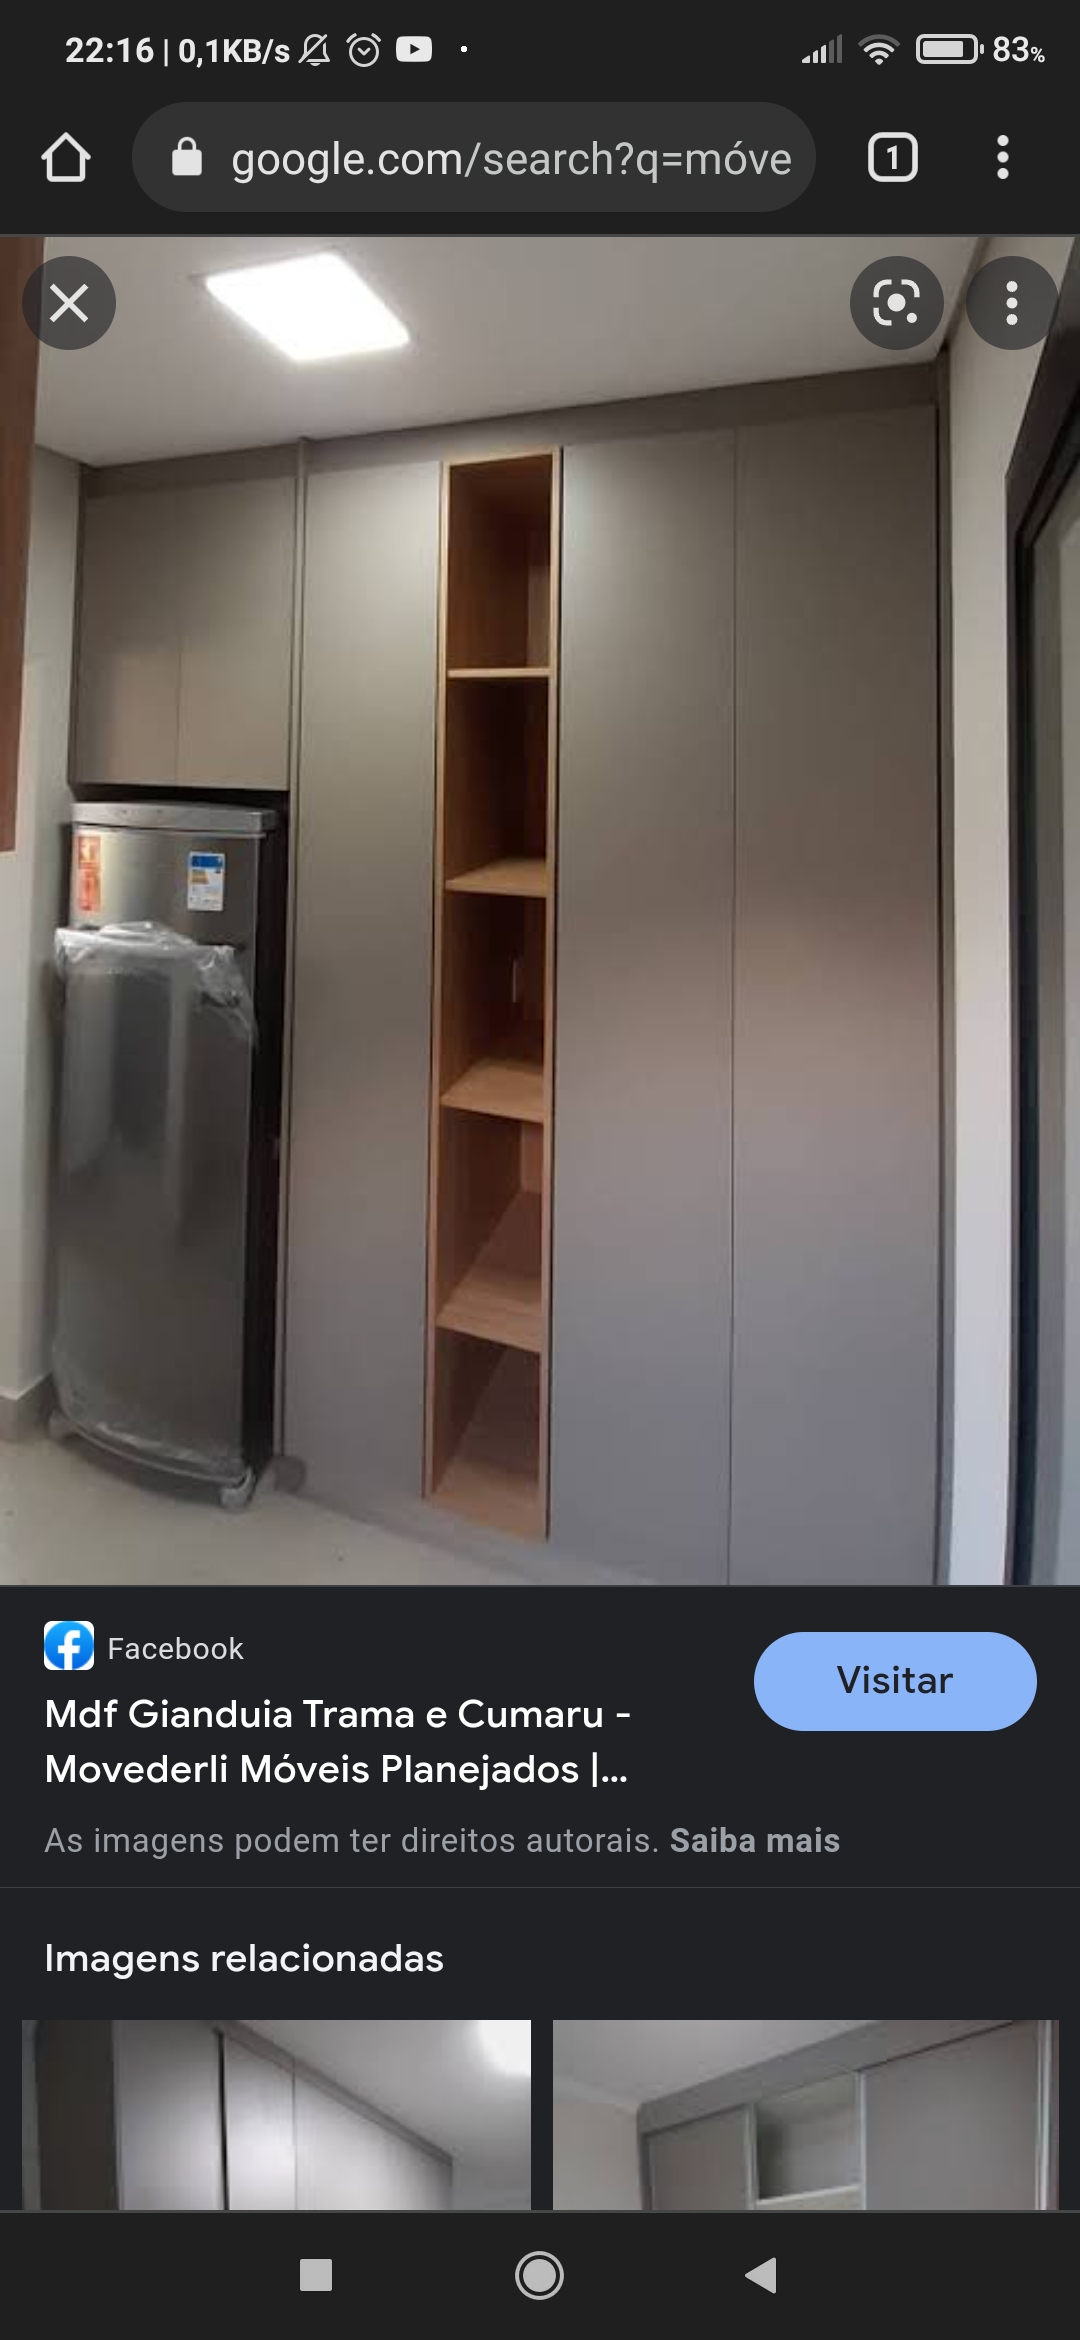 22:16 | 0,1KB/s
83%
google.com/search?q=móve
1
Facebook
Visitar
Mdf Gianduia Trama e Cumaru -
Movederli Móveis Planejados |...
As imagens podem ter direitos autorais. Saiba mais
Imagens relacionadas